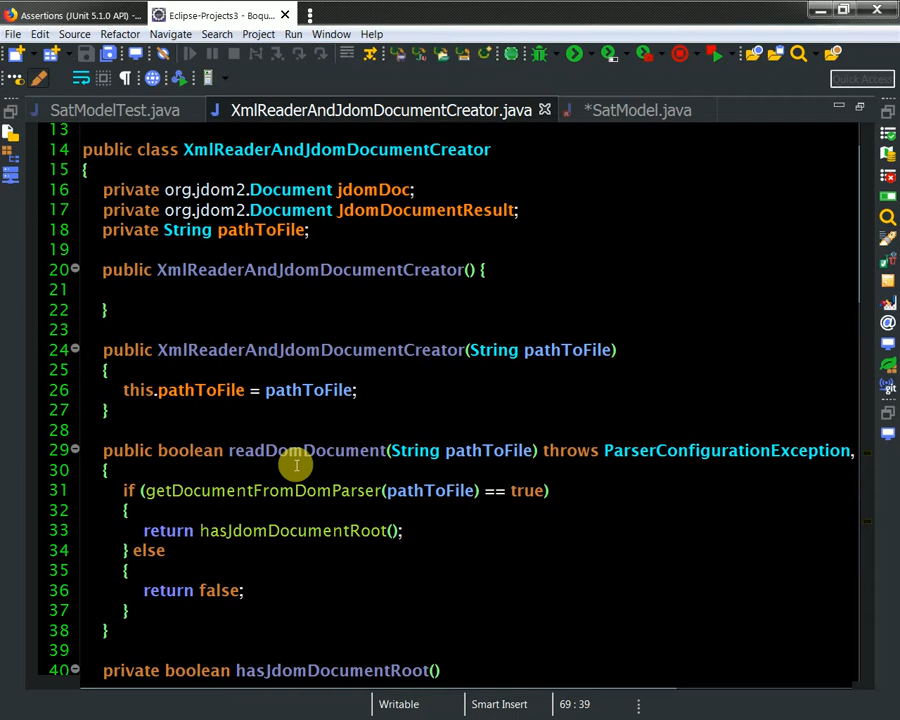 Assertions (JUnit 5.1.0 API) -...
Eclipse-Projects3 - Boqu...
File Edit Source Refactor Navigate Search Project Run Window Help
Quick Access
SatModelTest.java
XmlReaderAndJdomDocumentCreator.java
*SatModel.java
13
14 public class XmlReaderAndJdomDocumentCreator
15 {
16 private org.jdom2.Document jdomDoc;
17 private org.jdom2.Document JdomDocumentResult;
18 private String pathToFile;
19
20 public XmlReaderAndJdomDocumentCreator() {
21
22 }
23
24 public XmlReaderAndJdomDocumentCreator(String pathToFile)
25 {
26 this.pathToFile = pathToFile;
27 }
28
29 public boolean readDomDocument(String pathToFile) throws ParserConfigurationException,
30 {
31 if (getDocumentFromDomParser(pathToFile) == true)
32 {
33 return hasJdomDocumentRoot();
34 } else
35 {
36 return false;
37 }
38 }
39
40 private boolean hasJdomDocumentRoot()
Writable
Smart Insert
69 : 39